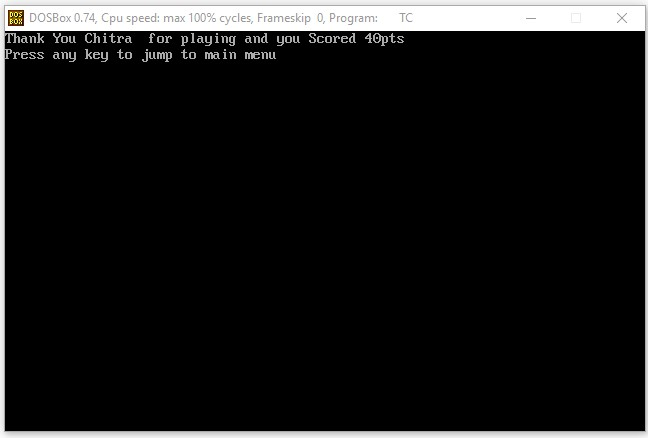 DOSBox 0.74, Cpu speed: max 100% cycles, Frameskip 0, Program: TC
Thank You Chitra  for playing and you Scored 40pts
Press any key to jump to main menu